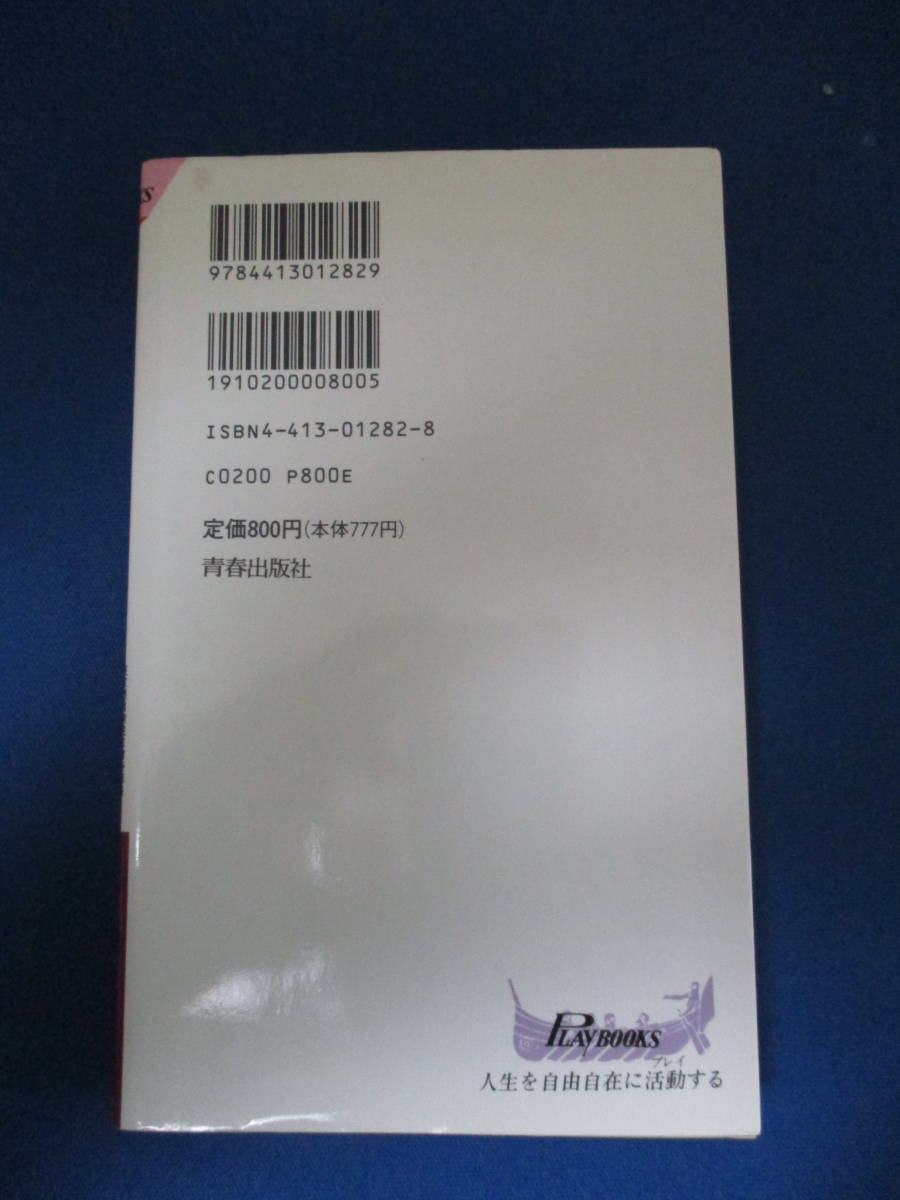 KS
9784413012829
1910200008005
ISBN4-413-01282-8
C0200 P800E
定価800円(本体777円)
青春出版社
PLAYBOOKS
プレイ
人生を自由自在に活動する